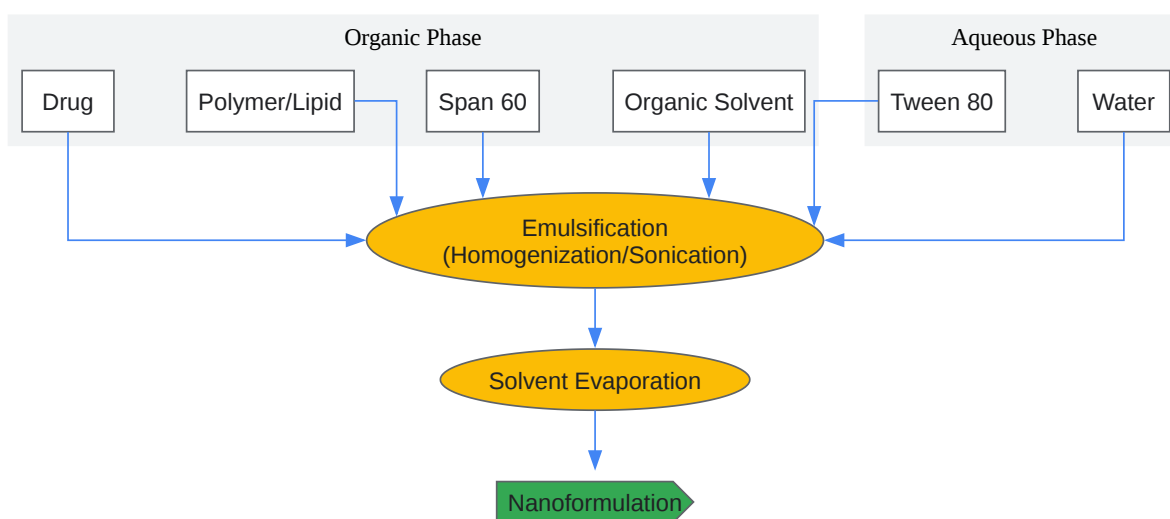 Organic Phase
Aqueous Phase
Drug
Polymer/Lipid
Span 60
Organic Solvent
Tween 80
Water
Emulsification
(Homogenization/Sonication)
Solvent Evaporation
Nanoformulation